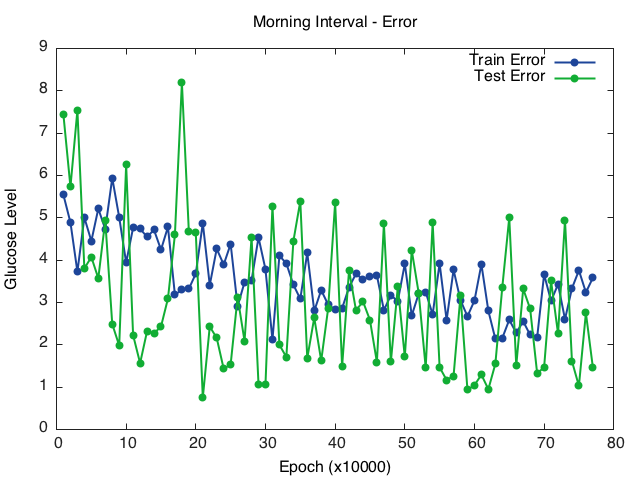 Morning Interval - Error
Train Error
Test Error
9
8
7
6
5
4
3
2
1
0
Glucose Level
0 10 20 30 40 50 60 70 80
Epoch (x10000)